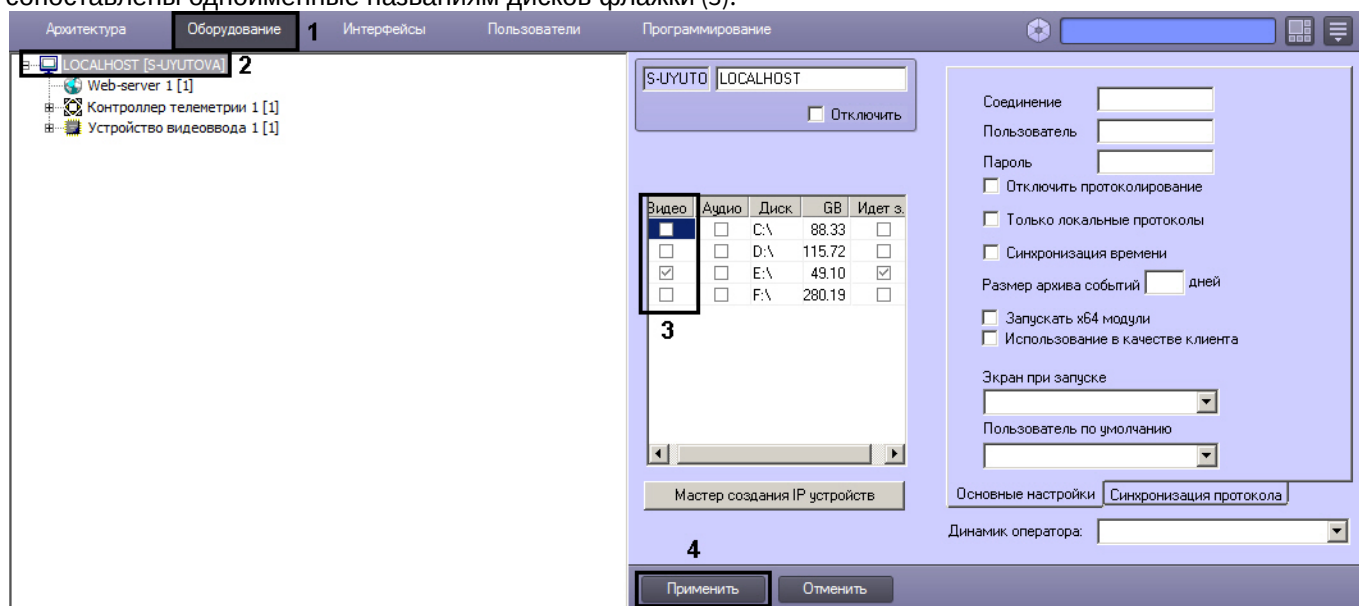 сопоставлены одноименные названиям дисков флажки (3).
Архитектура Оборудование 1 Интерфейсы Пользователи Программирование
LOCALHOST [S-UYUTOVA] 2
Web-server 1 [1]
Контроллер телеметрии 1 [1]
Устройство видеоввода 1 [1]
S-UYUTO LOCALHOST
Отключить
Видео Аудио Диск GB Идет з.
C:\ 88.33
D:\ 115.72
E:\ 49.10
F:\ 280.19
3
Мастер создания IP устройств
Соединение
Пользователь
Пароль
Отключить протоколирование
Только локальные протоколы
Синхронизация времени
Размер архива событий дней
Запускать x64 модули
Использование в качестве клиента
Экран при запуске
Пользователь по умолчанию
Основные настройки Синхронизация протокола
Динамик оператора:
4
Применить Отменить